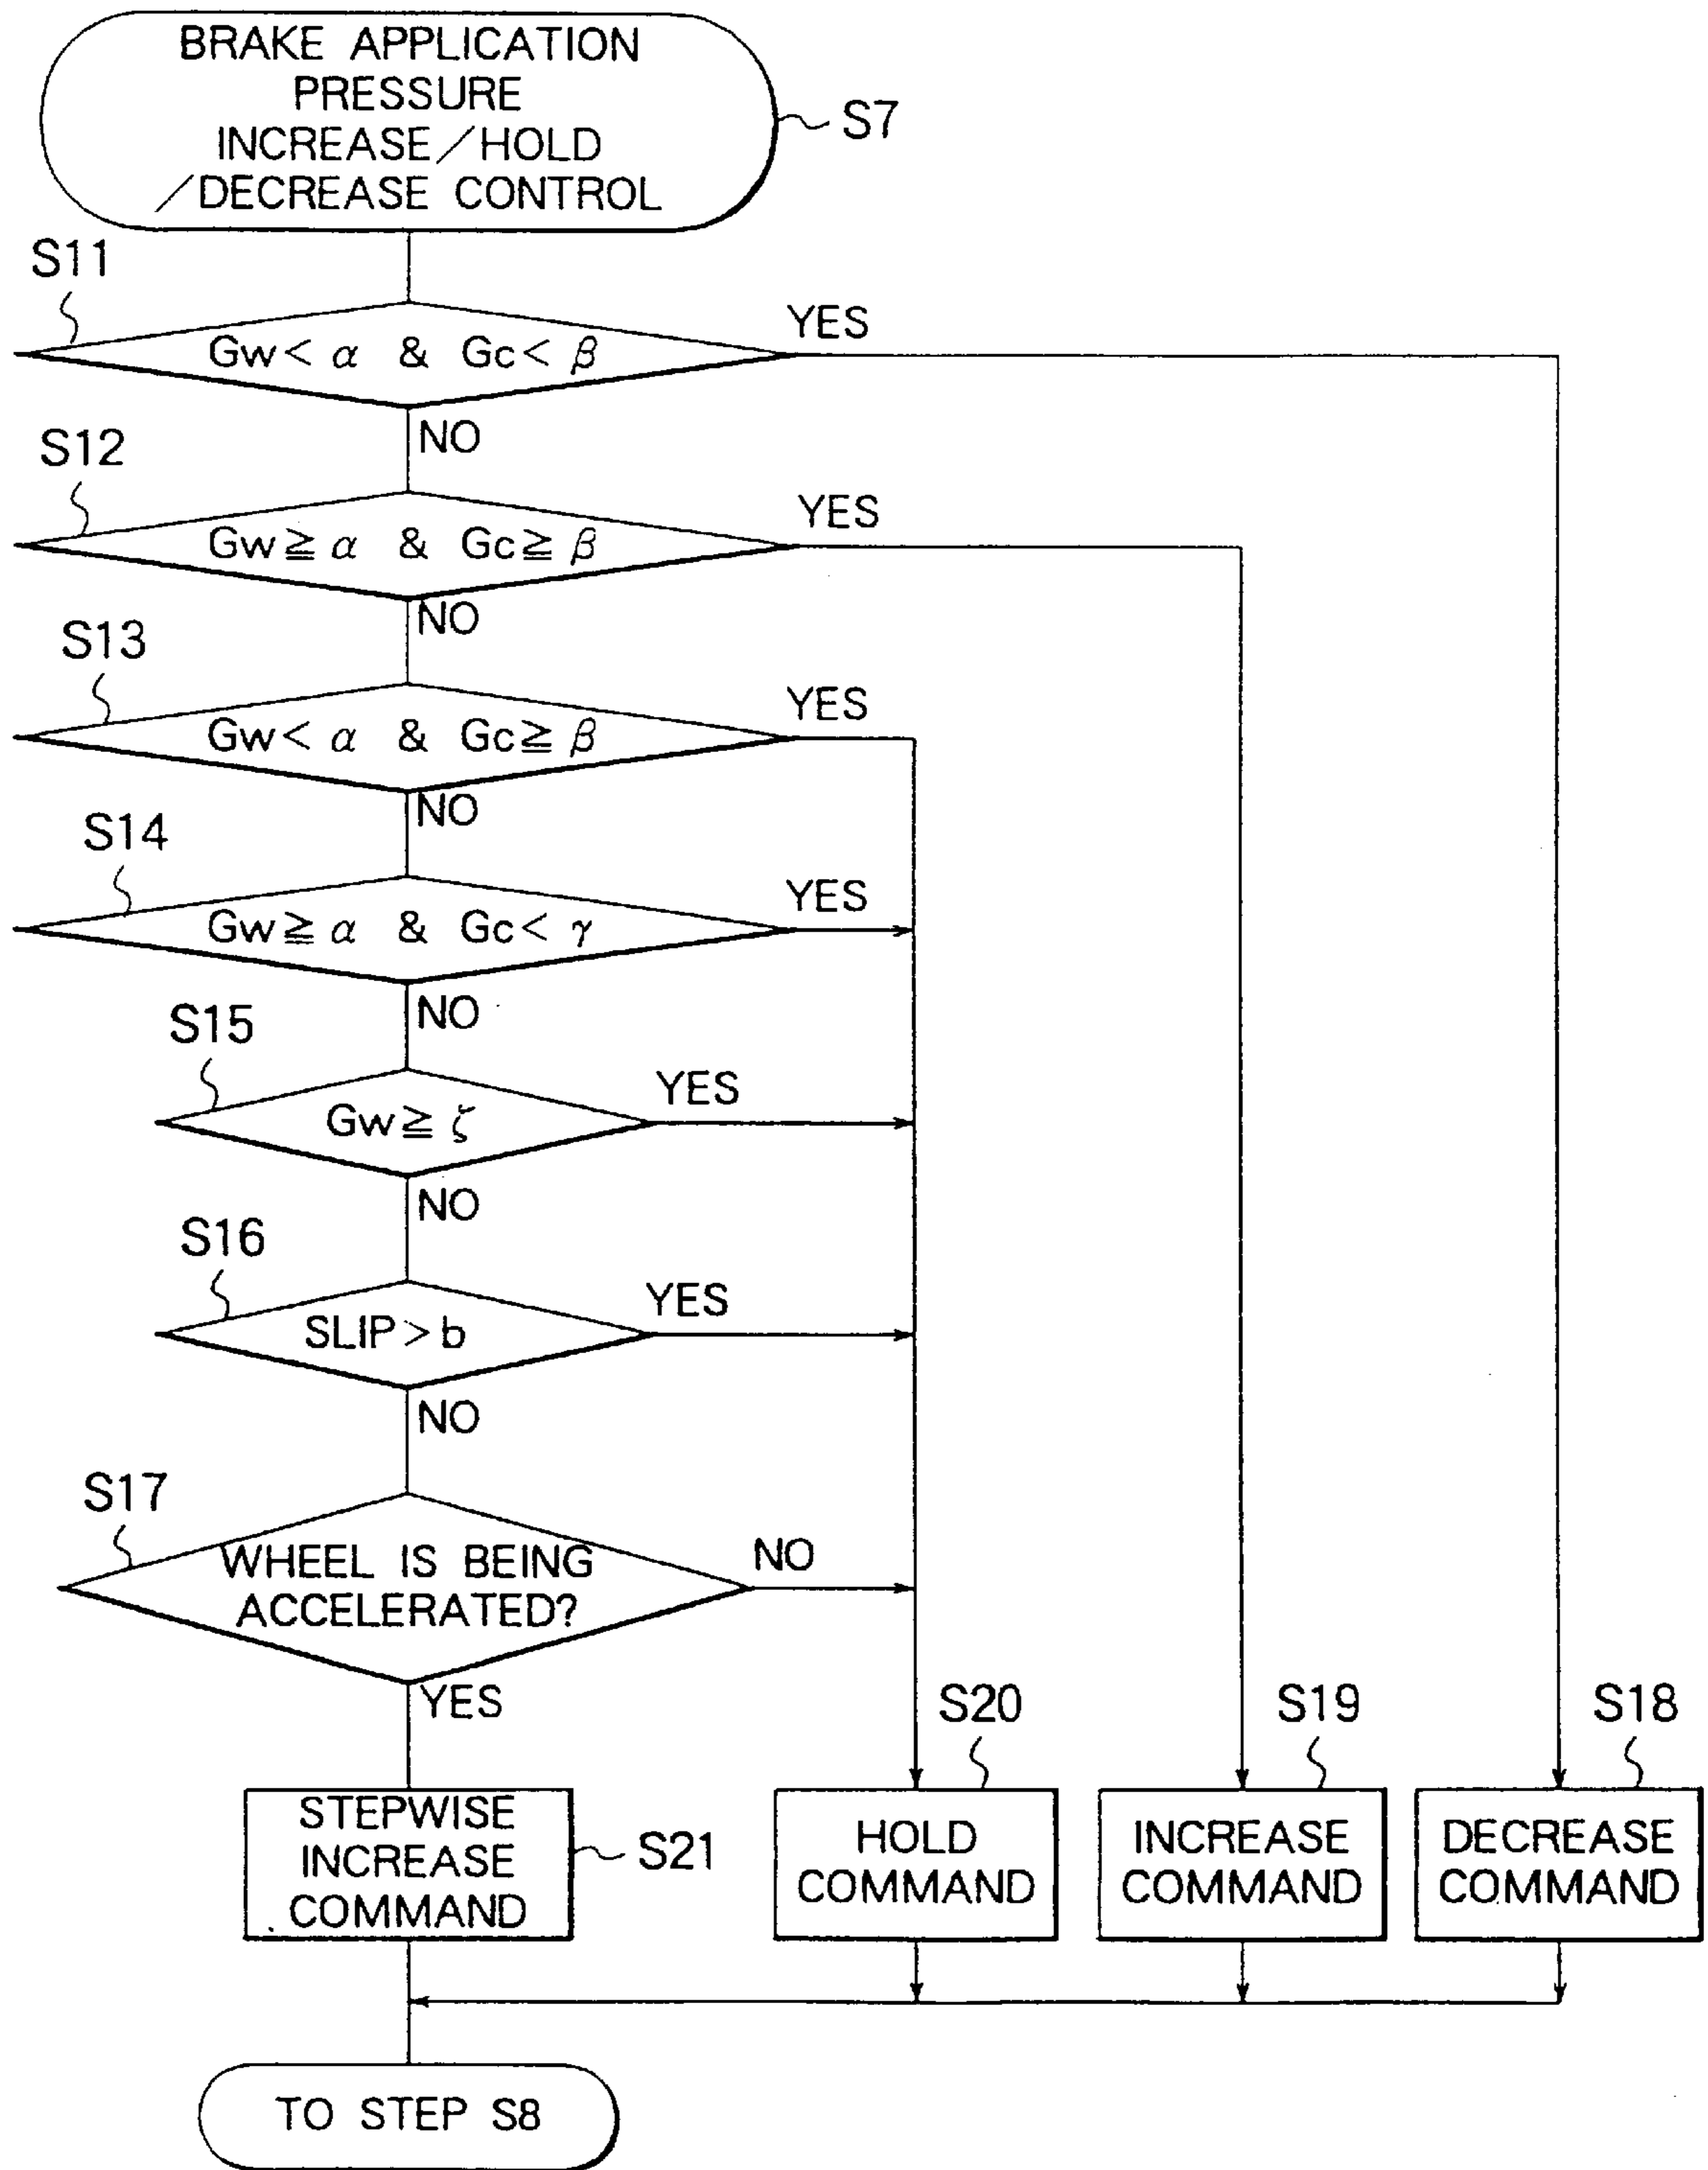 BRAKE APPLICATION
PRESSURE
INCREASE/HOLD
/DECREASE CONTROL
S7
S11
Gw< α & Gc< β
YES
NO
S12
Gw≧ α & Gc≧ β
YES
NO
S13
Gw< α & Gc≧ β
YES
NO
S14
Gw≧ α & Gc< γ
YES
NO
S15
Gw≧ ζ
YES
NO
S16
SLIP>b
YES
NO
S17
WHEEL IS BEING
ACCELERATED?
NO
YES
STEPWISE
INCREASE
COMMAND
S21
S20
HOLD
COMMAND
S19
INCREASE
COMMAND
S18
DECREASE
COMMAND
TO STEP S8